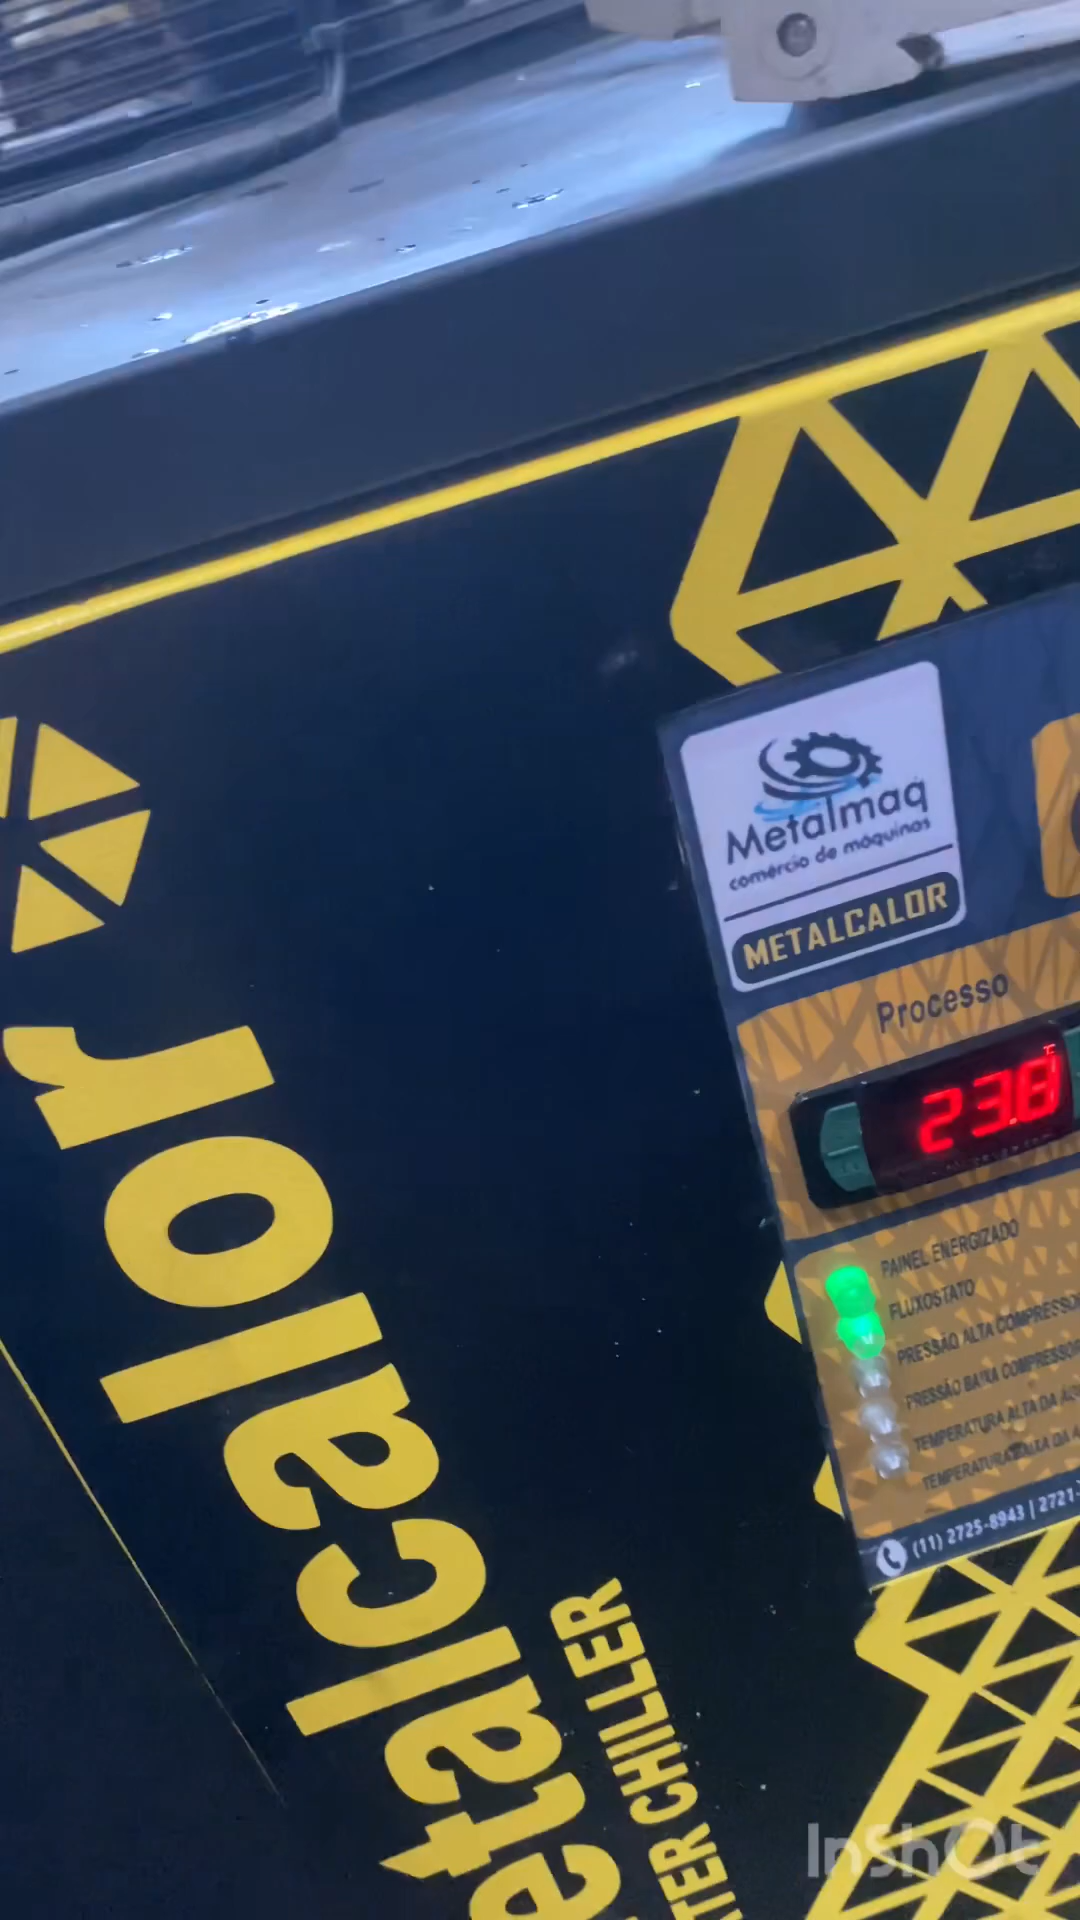 Metalmaq
comércio de máquinas
METALCALOR
Processo
23.8
PAINEL ENERGIZADO
FLUXOSTATO
PRESSÃO ALTA COMPRESSOR
PRESSÃO BAIXA COMPRESSOR
TEMPERATURA ALTA DA
TEMPERATURA BAIXA DA
(11) 2725-8943 | 2721-
etalcalor
TER CHILLER
InShot